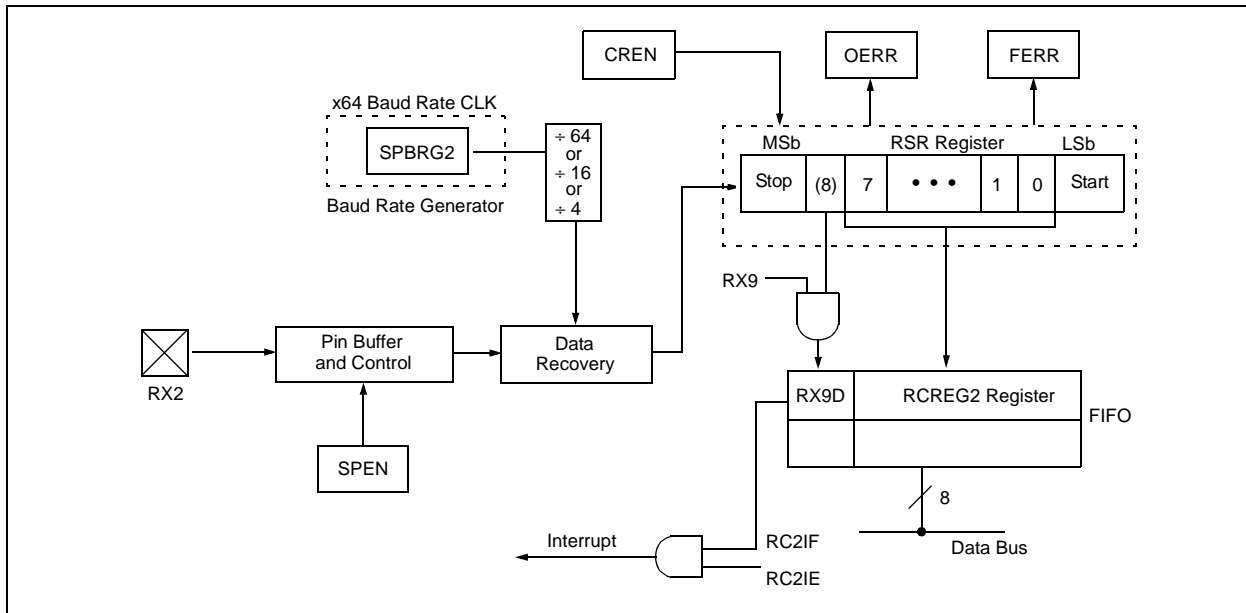 CREN
OERR
FERR
x64 Baud Rate CLK
SPBRG2
Baud Rate Generator
÷ 64
or
÷ 16
or
÷ 4
MSb
RSR Register
LSb
Stop
(8)
7
• • •
1
0
Start
RX9
RX2
Pin Buffer
and Control
Data
Recovery
SPEN
RX9D
RCREG2 Register
FIFO
8
Data Bus
Interrupt
RC2IF
RC2IE